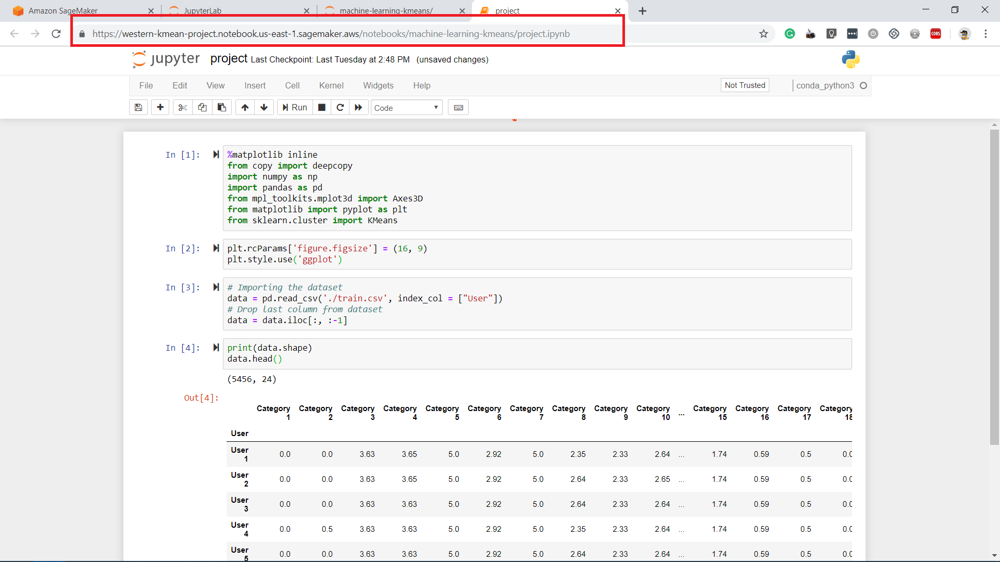 Amazon SageMaker
JupyterLab
machine-learning-kmeans/
project
https://western-kmean-project.notebook.us-east-1.sagemaker.aws/notebooks/machine-learning-kmeans/project.ipynb
CORS
jupyter project Last Checkpoint: Last Tuesday at 2:48 PM (unsaved changes)
File Edit View Insert Cell Kernel Widgets Help Not Trusted conda_python3
Run Code
In [1]: %matplotlib inline
from copy import deepcopy
import numpy as np
import pandas as pd
from mpl_toolkits.mplot3d import Axes3D
from matplotlib import pyplot as plt
from sklearn.cluster import KMeans
In [2]: plt.rcParams['figure.figsize'] = (16, 9)
plt.style.use('ggplot')
In [3]: # Importing the dataset
data = pd.read_csv('./train.csv', index_col = ["User"])
# Drop last column from dataset
data = data.iloc[:, :-1]
In [4]: print(data.shape)
data.head()
(5456, 24)
Out[4]:
Category Category Category Category Category Category Category Category Category Category ... Category Category Category Category
1 2 3 4 5 6 7 8 9 10 15 16 17 18
User
User 1 0.0 0.0 3.63 3.65 5.0 2.92 5.0 2.35 2.33 2.64 ... 1.74 0.59 0.5 0.0
User 2 0.0 0.0 3.63 3.65 5.0 2.92 5.0 2.64 2.33 2.65 ... 1.74 0.59 0.5 0.0
User 3 0.0 0.0 3.63 3.63 5.0 2.92 5.0 2.64 2.33 2.64 ... 1.74 0.59 0.5 0.0
User 4 0.0 0.5 3.63 3.63 5.0 2.92 5.0 2.35 2.33 2.64 ... 1.74 0.59 0.5 0.0
User 5 0.0 0.0 3.63 3.63 5.0 2.92 5.0 2.64 2.33 2.64 ... 1.74 0.59 0.5 0.0